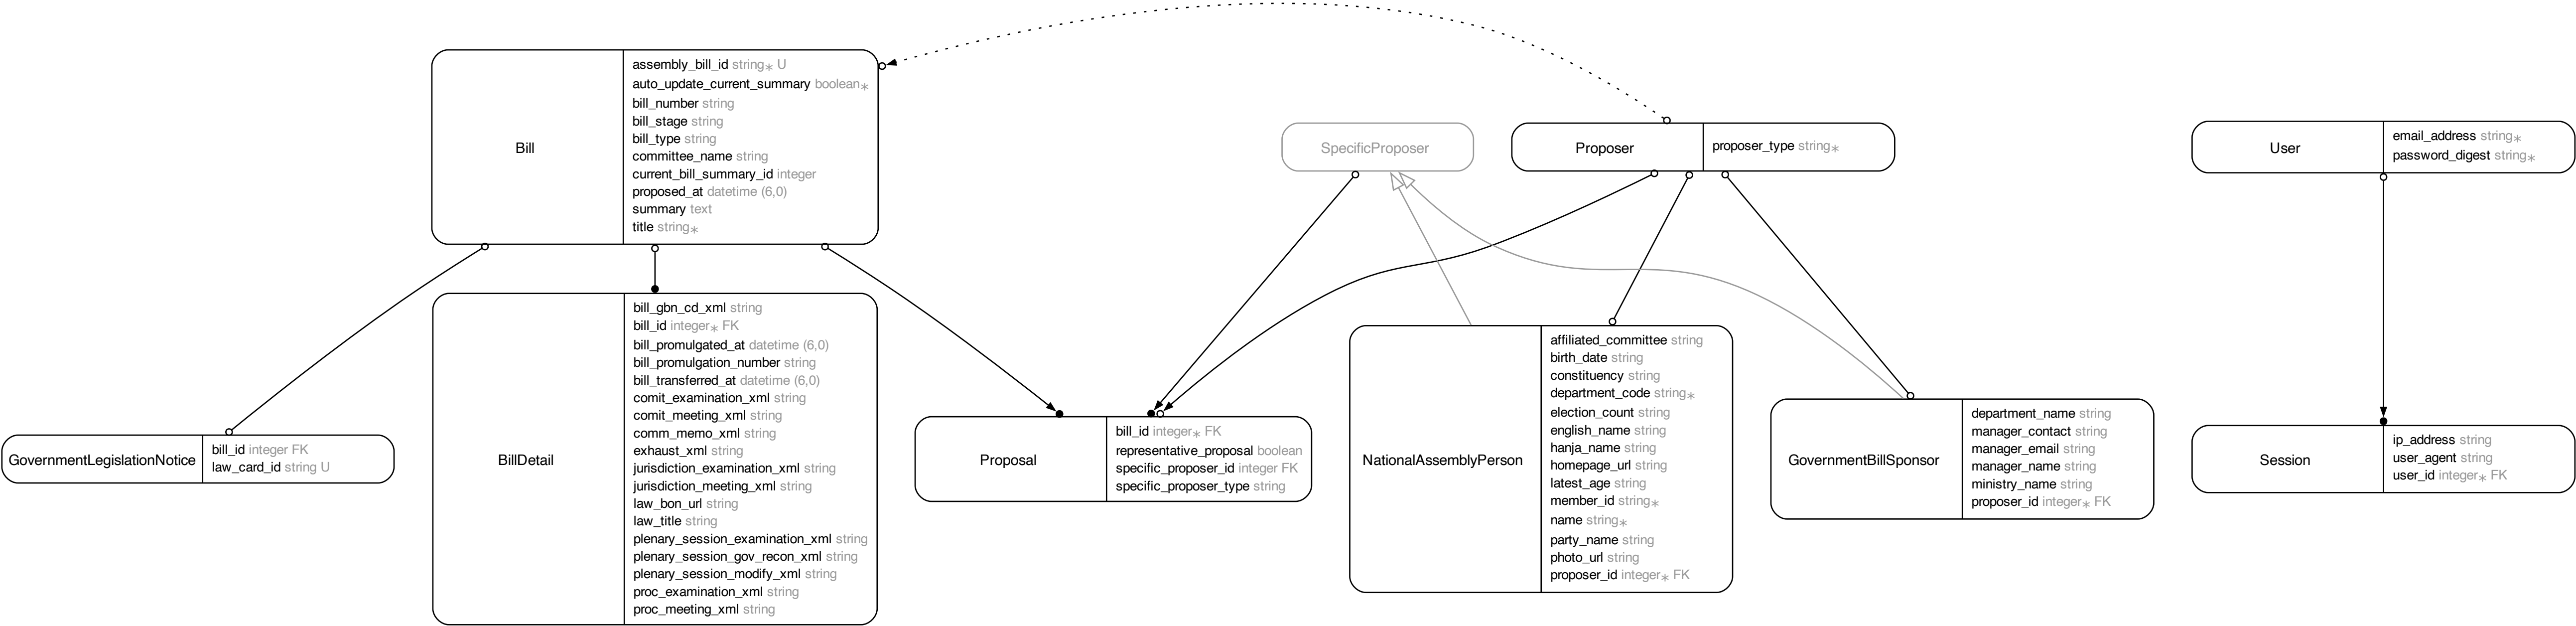 Bill
assembly_bill_id string* U
auto_update_current_summary boolean*
bill_number string
bill_stage string
bill_type string
committee_name string
current_bill_summary_id integer
proposed_at datetime (6,0)
summary text
title string*
SpecificProposer
Proposer
proposer_type string*
User
email_address string*
password_digest string*
GovernmentLegislationNotice
bill_id integer FK
law_card_id string U
BillDetail
bill_gbn_cd_xml string
bill_id integer* FK
bill_promulgated_at datetime (6,0)
bill_promulgation_number string
bill_transferred_at datetime (6,0)
comit_examination_xml string
comit_meeting_xml string
comm_memo_xml string
exhaust_xml string
jurisdiction_examination_xml string
jurisdiction_meeting_xml string
law_bon_url string
law_title string
plenary_session_examination_xml string
plenary_session_gov_recon_xml string
plenary_session_modify_xml string
proc_examination_xml string
proc_meeting_xml string
Proposal
bill_id integer* FK
representative_proposal boolean
specific_proposer_id integer FK
specific_proposer_type string
NationalAssemblyPerson
affiliated_committee string
birth_date string
constituency string
department_code string*
election_count string
english_name string
hanja_name string
homepage_url string
latest_age string
member_id string*
name string*
party_name string
photo_url string
proposer_id integer* FK
GovernmentBillSponsor
department_name string
manager_contact string
manager_email string
manager_name string
ministry_name string
proposer_id integer* FK
Session
ip_address string
user_agent string
user_id integer* FK